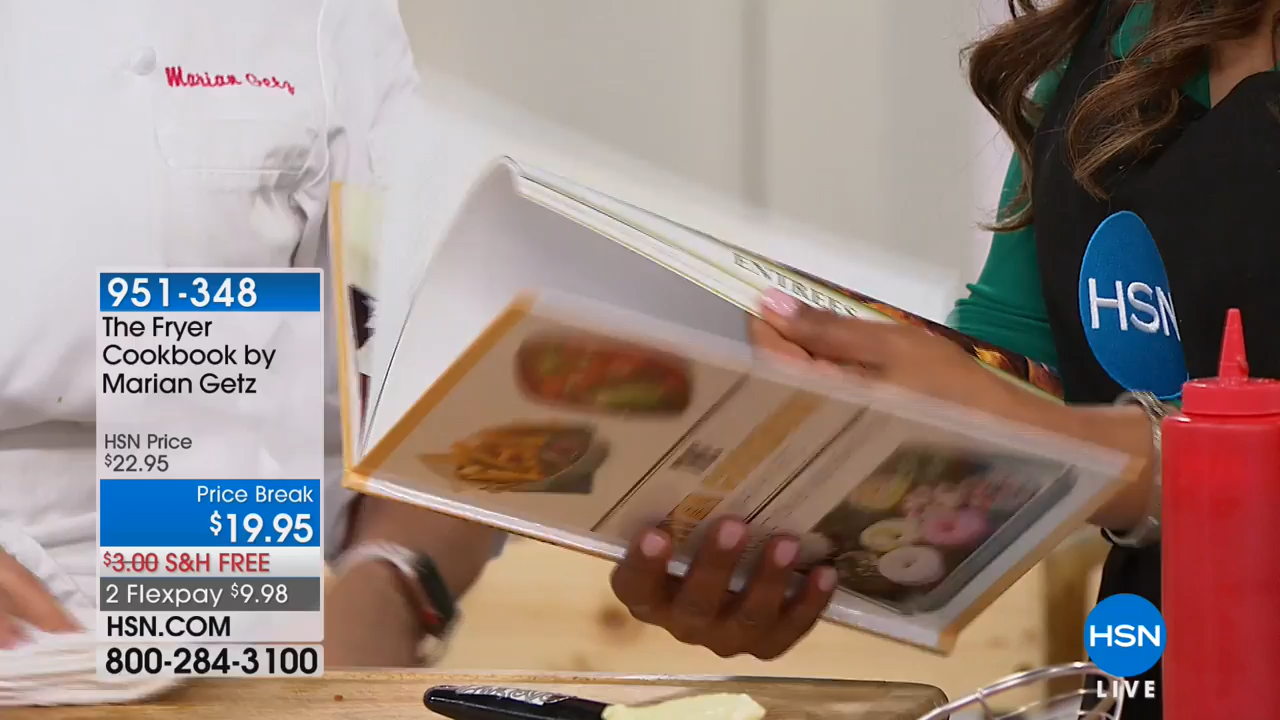 Marian Getz
951-348
The Fryer
Cookbook by
Marian Getz
HSN Price
$22.95
Price Break
$19.95
$3.00 S&H FREE
2 Flexpay $9.98
HSN.COM
800-284-3100
ENTREES
HSN
HSN
LIVE